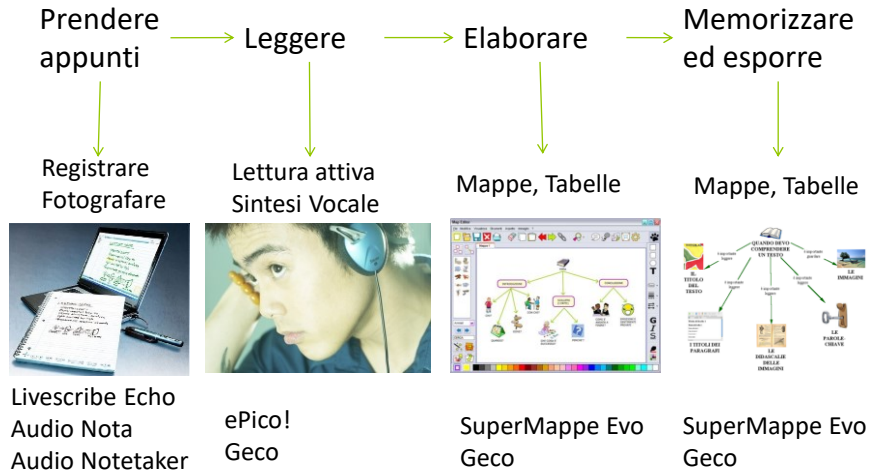 Prendere
appunti
Leggere
Elaborare
Memorizzare
ed esporre
Registrare
Fotografare
Lettura attiva
Sintesi Vocale
Mappe, Tabelle
Mappe, Tabelle
QUANDO DEVO
COMPRENDERE
UN TESTO
IL
TITOLO
DEL
TESTO
LE
IMMAGINI
I TITOLI DEI
PARAGRAFI
LE
DIDASCALIE
DELLE
IMMAGINI
LE
PAROLE-
CHIAVE
Livescribe Echo
Audio Nota
Audio Notetaker
ePico!
Geco
SuperMappe Evo
Geco
SuperMappe Evo
Geco